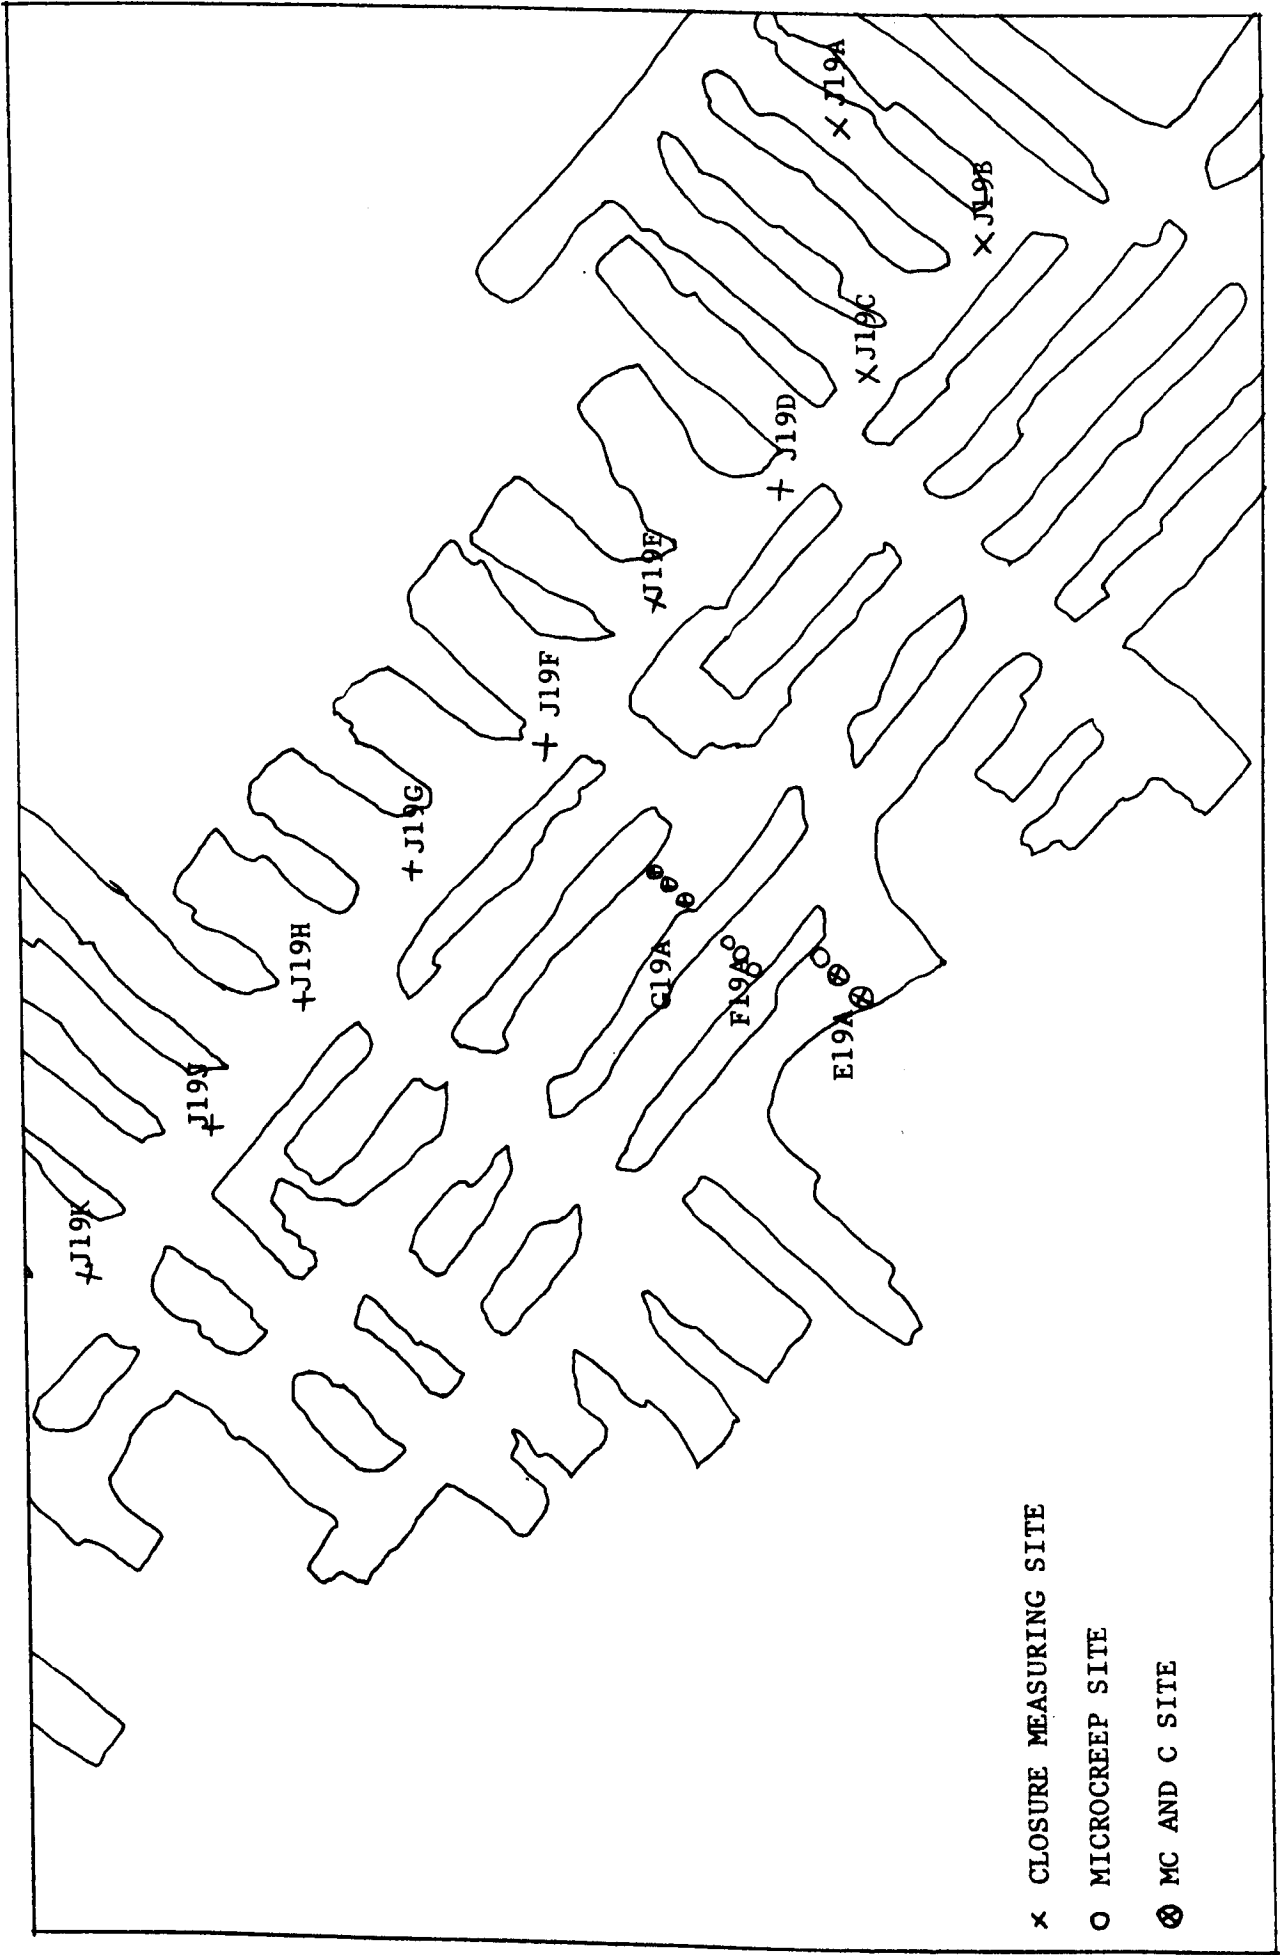 J19A
J19B
J19C
J19D
J19E
J19F
J19G
J19H
J19J
J19K
G19A
F19A
E19A
x CLOSURE MEASURING SITE
o MICROCREEP SITE
⊗ MC AND C SITE